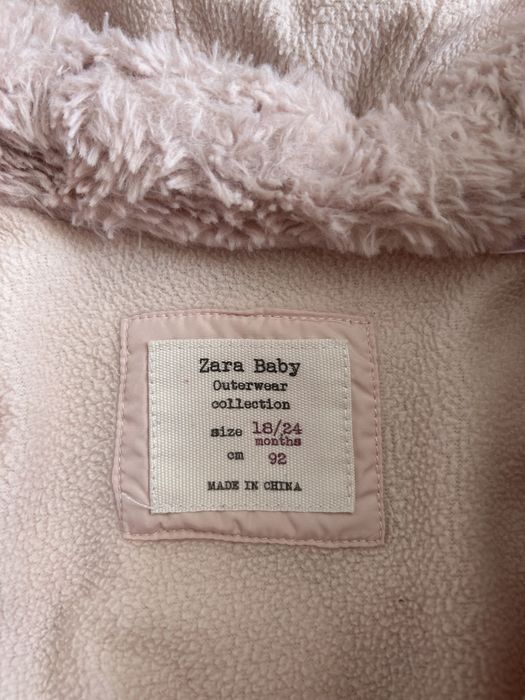 Zara Baby
Outerwear
collection
size 18/24
months
cm 92
MADE IN CHINA